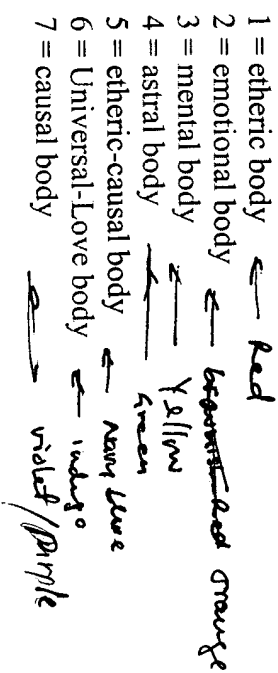 1 = etheric body ← Red
2 = emotional body ← orange
3 = mental body ← Yellow
4 = astral body ← Green
5 = etheric-causal body ← Navy blue
6 = Universal-Love body ← indigo
7 = causal body ↔ violet/purple